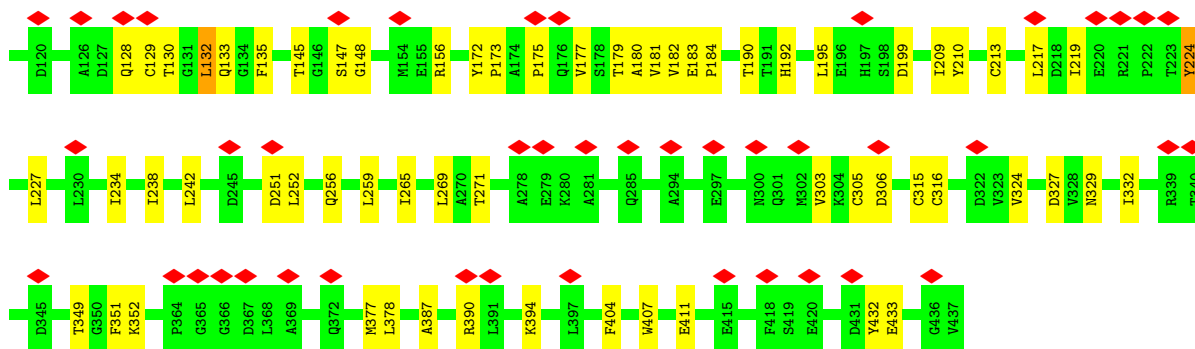 D120 A126 D127 Q128 C129 T130 G131 L132 Q133 G134 F135 T145 G146 S147 G148 M154 E155 R156 Y172 P173 A174 P175 Q176 V177 S178 T179 A180 V181 V182 E183 P184 T190 T191 H192 L195 E196 H197 S198 D199 I209 Y210 C213 L217 D218 I219 E220 R221 P222 T223 Y224
L227 L230 I234 I238 L242 D245 D251 L252 Q256 L259 I265 L269 A270 T271 A278 E279 K280 A281 Q285 A294 E297 N300 Q301 M302 V303 K304 C305 D306 C315 C316 D322 V323 V324 D327 V328 N329 I332 R339 T340
D345 T349 G350 F351 K352 P364 G365 G366 D367 L368 A369 Q372 M377 L378 A387 R390 L391 K394 L397 F404 W407 E411 E415 F418 S419 E420 D431 Y432 E433 G436 V437